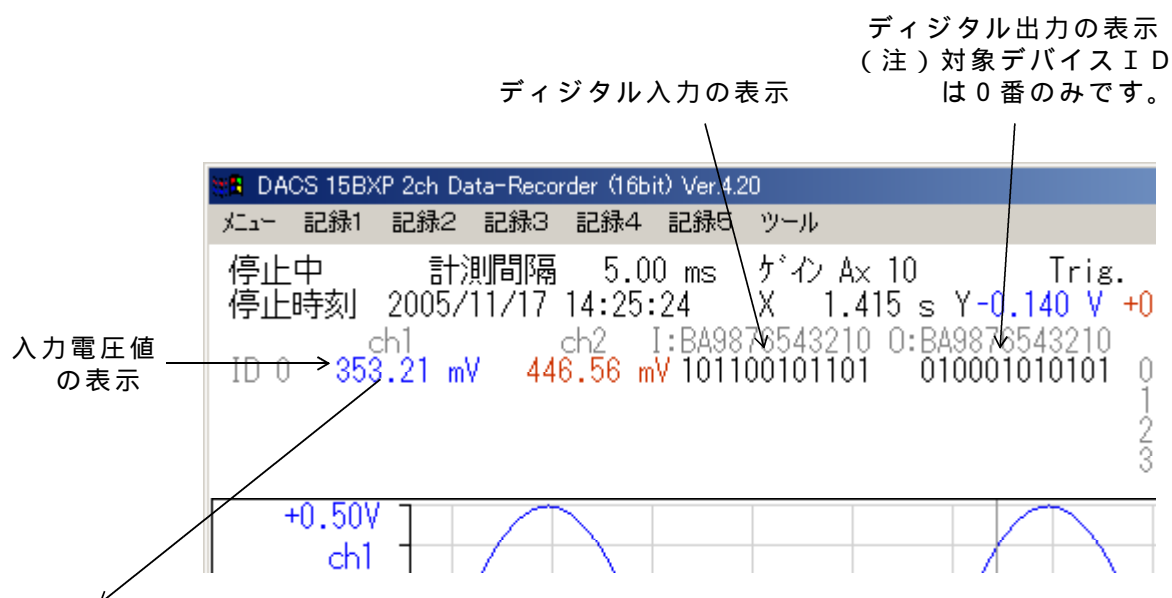 ディジタル出力の表示
(注)対象デバイスID
は0番のみです。
ディジタル入力の表示
DACS 15BXP 2ch Data-Recorder (16bit) Ver.4.20
ﾒﾆｭｰ 記録1 記録2 記録3 記録4 記録5 ツール
停止中 計測間隔 5.00 ms ｹﾞｲﾝ Ax 10 Trig.
停止時刻 2005/11/17 14:25:24 X 1.415 s Y-0.140 V +0
ch1 ch2 I:BA9876543210 O:BA9876543210
入力電圧値
の表示
ID 0 353.21 mV 446.56 mV 101100101101 010001010101 0
1
2
3
+0.50V
ch1